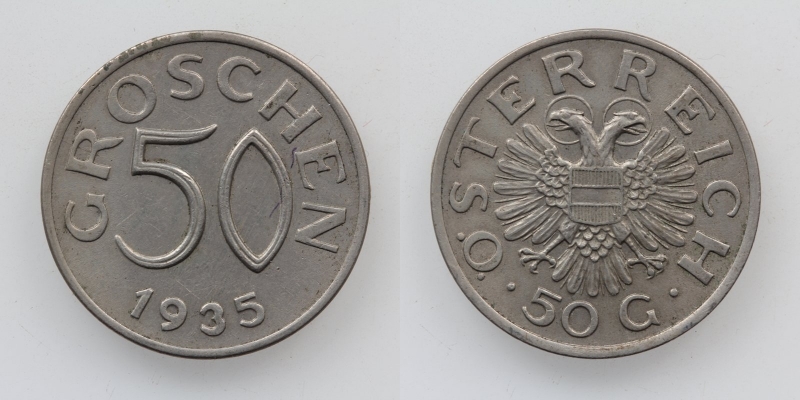 GROSCHEN
50
1935
ÖSTERREICH
· 50 G ·